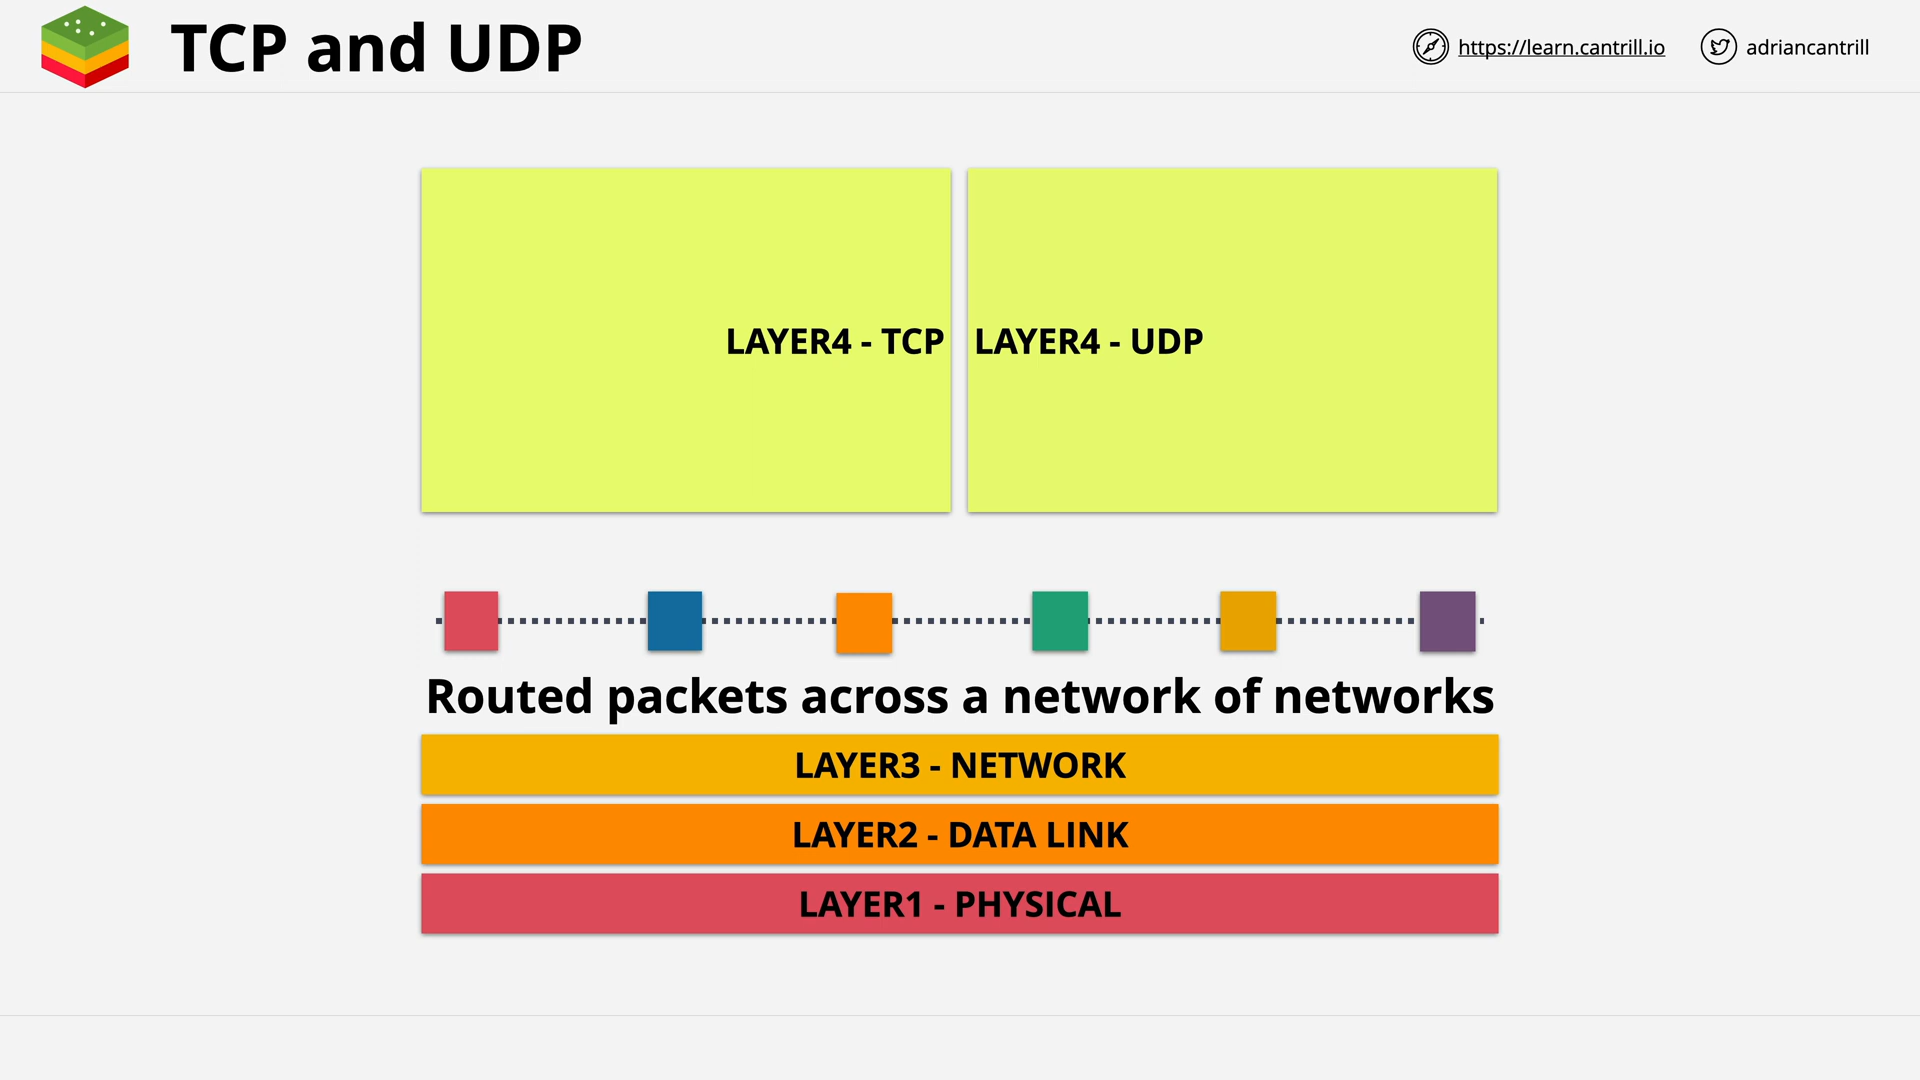 TCP and UDP
https://learn.cantrill.io
adriancantrill
LAYER4 - TCP
LAYER4 - UDP
Routed packets across a network of networks
LAYER3 - NETWORK
LAYER2 - DATA LINK
LAYER1 - PHYSICAL